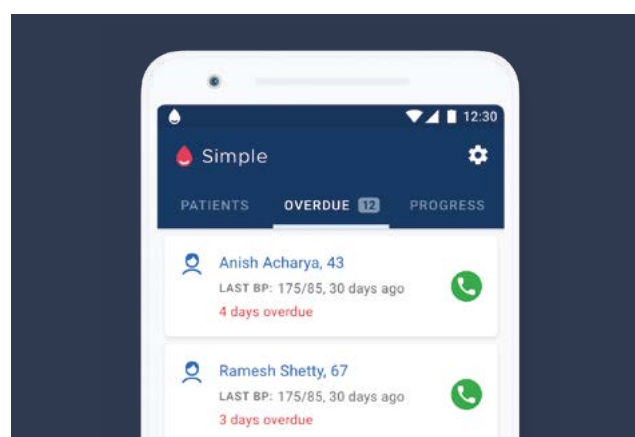 12:30
Simple
PATIENTS OVERDUE 12 PROGRESS
Anish Acharya, 43
LAST BP: 175/85, 30 days ago
4 days overdue
Ramesh Shetty, 67
LAST BP: 175/85, 30 days ago
3 days overdue